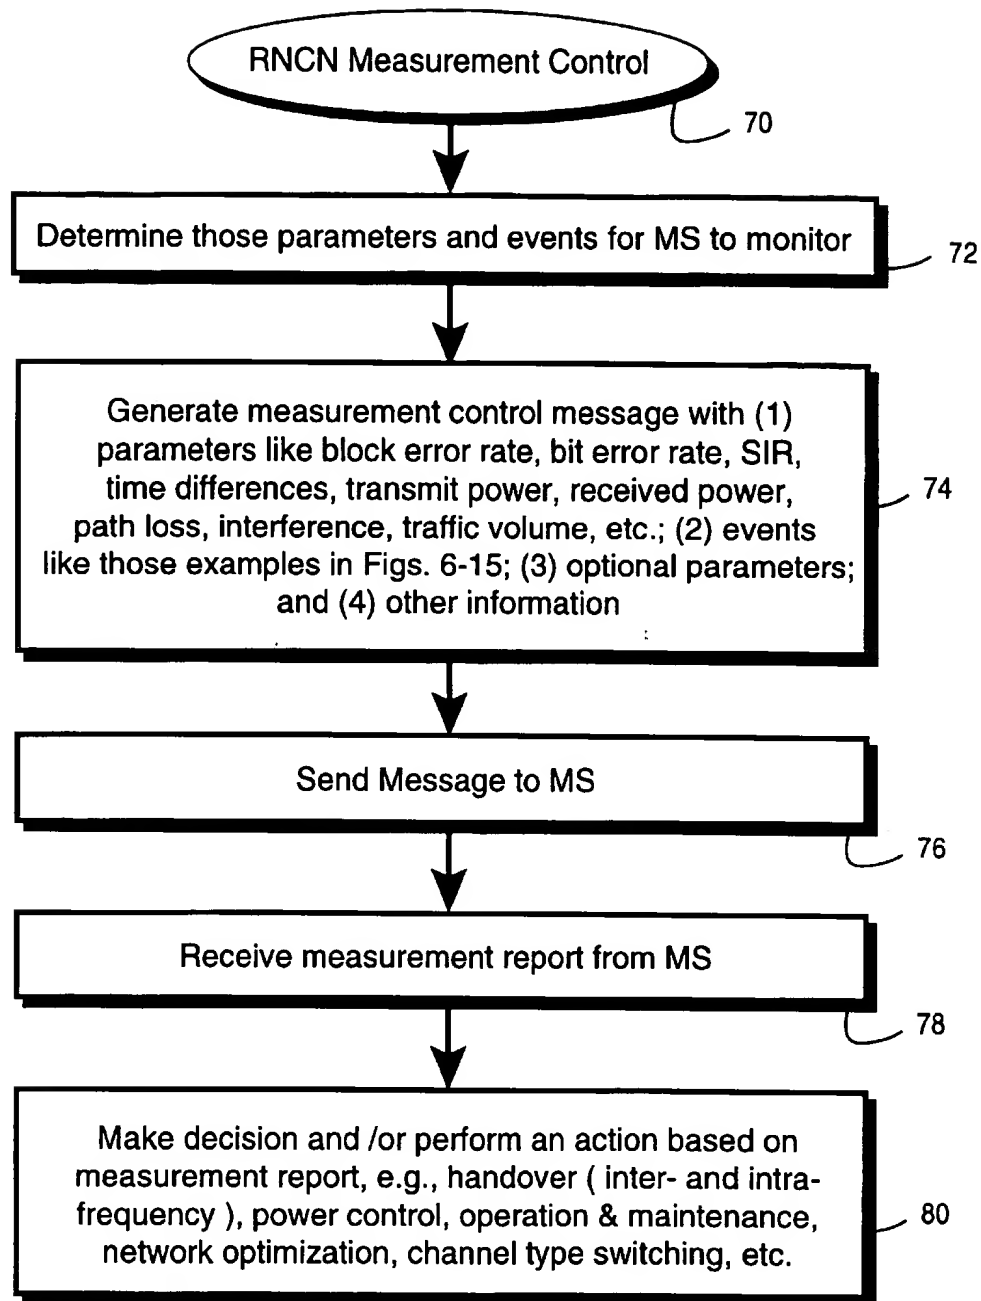 RNCN Measurement Control
70
Determine those parameters and events for MS to monitor
72
Generate measurement control message with (1)
parameters like block error rate, bit error rate, SIR,
time differences, transmit power, received power,
path loss, interference, traffic volume, etc.; (2) events
like those examples in Figs. 6-15; (3) optional parameters;
and (4) other information
74
Send Message to MS
76
Receive measurement report from MS
78
Make decision and /or perform an action based on
measurement report, e.g., handover ( inter- and intra-
frequency ), power control, operation & maintenance,
network optimization, channel type switching, etc.
80